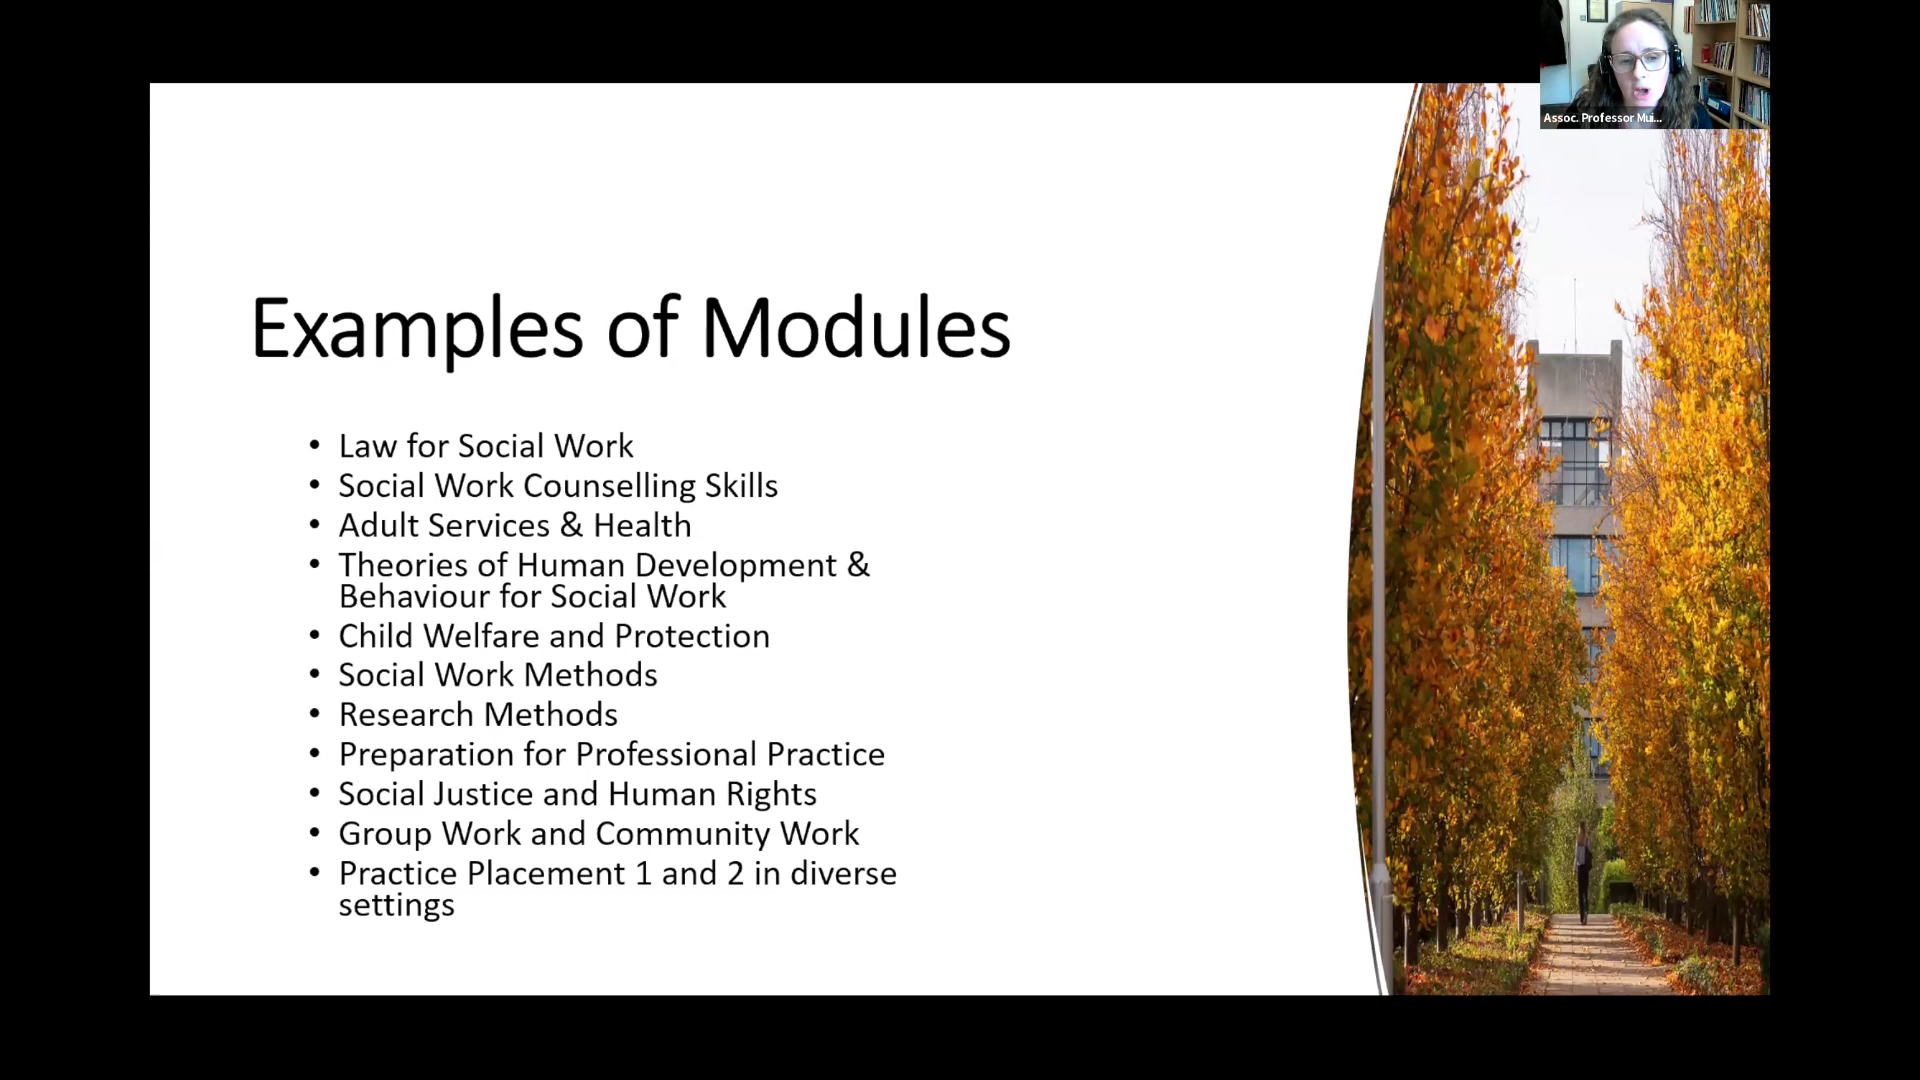 Assoc. Professor Mui...
Examples of Modules
• Law for Social Work
• Social Work Counselling Skills
• Adult Services & Health
• Theories of Human Development &
Behaviour for Social Work
• Child Welfare and Protection
• Social Work Methods
• Research Methods
• Preparation for Professional Practice
• Social Justice and Human Rights
• Group Work and Community Work
• Practice Placement 1 and 2 in diverse
settings